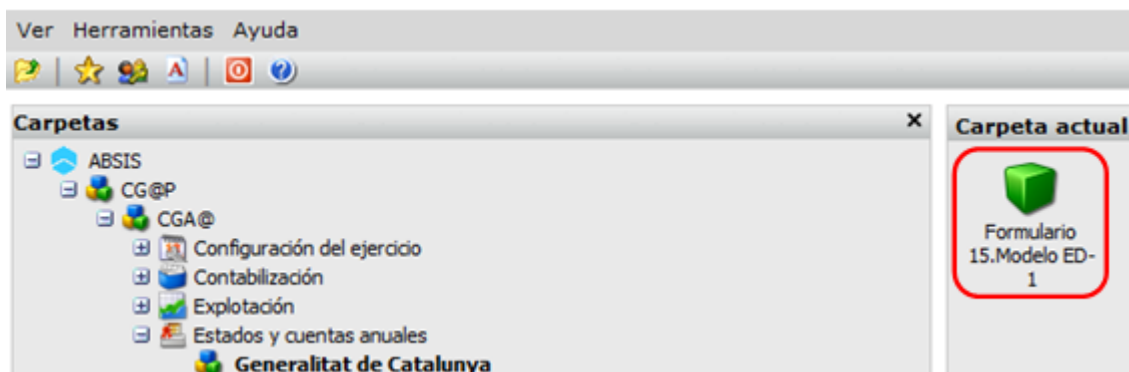 Ver Herramientas Ayuda
Carpetas
ABSIS
CG@P
CGA@
Configuración del ejercicio
Contabilización
Explotación
Estados y cuentas anuales
Generalitat de Catalunya
Carpeta actual
Formulario
15.Modelo ED-
1